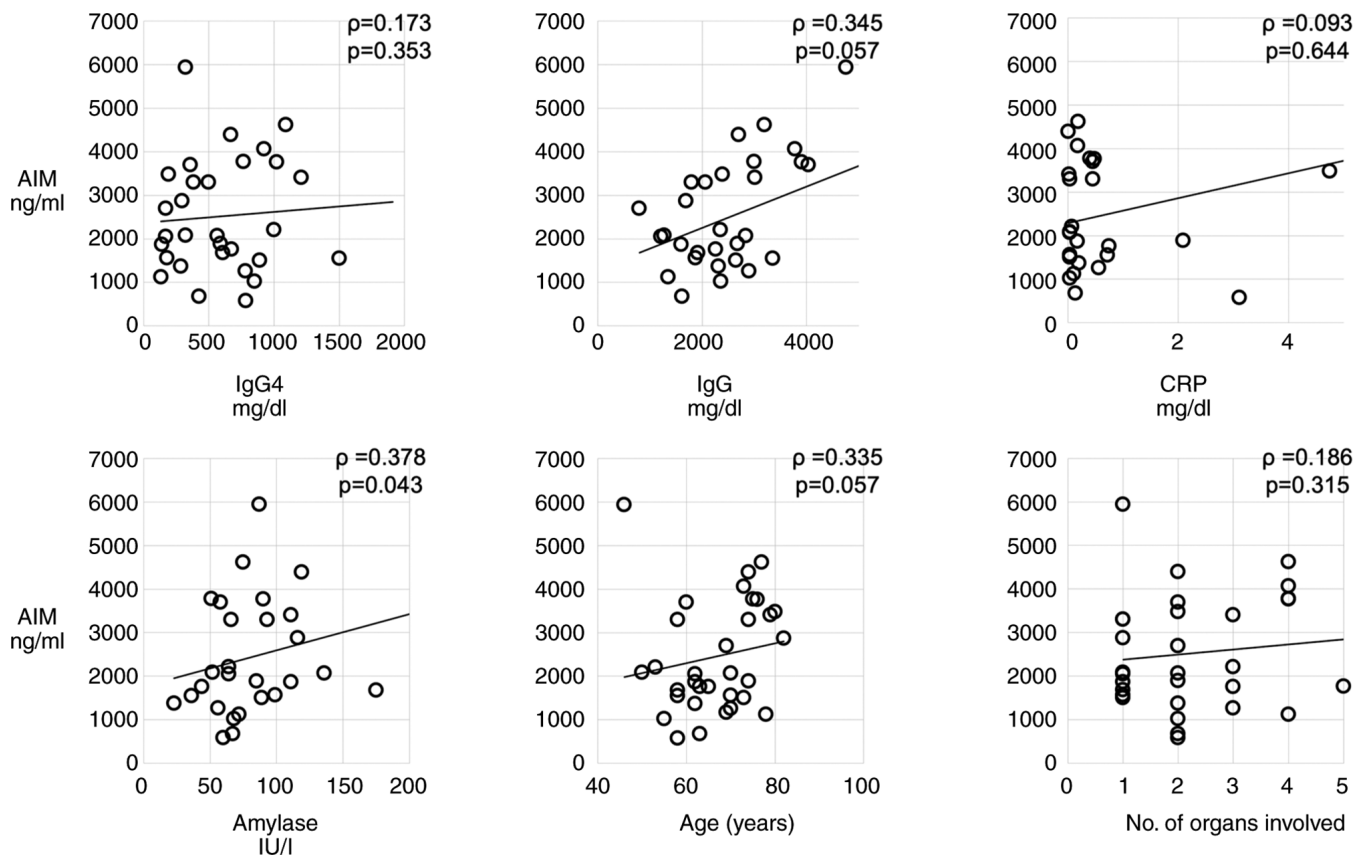 7000
6000
5000
4000
3000
2000
1000
0
AIM
ng/ml
ρ=0.173
p=0.353
0 500 1000 1500 2000
IgG4
mg/dl
7000
6000
5000
4000
3000
2000
1000
0
ρ =0.345
p=0.057
0 2000 4000
IgG
mg/dl
7000
6000
5000
4000
3000
2000
1000
0
ρ =0.093
p=0.644
0 2 4
CRP
mg/dl
7000
6000
5000
4000
3000
2000
1000
0
AIM
ng/ml
ρ =0.378
p=0.043
0 50 100 150 200
Amylase
IU/l
7000
6000
5000
4000
3000
2000
1000
0
ρ =0.335
p=0.057
40 60 80 100
Age (years)
7000
6000
5000
4000
3000
2000
1000
0
ρ =0.186
p=0.315
0 1 2 3 4 5
No. of organs involved